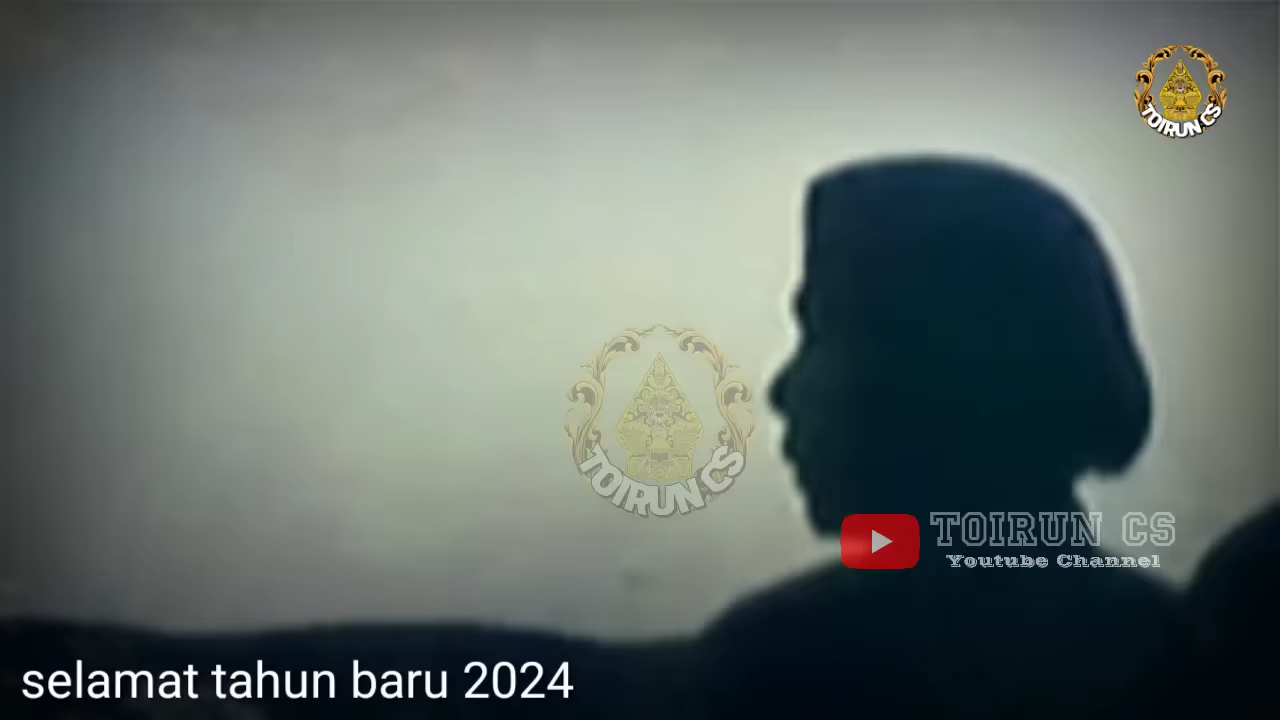 TOIRUN.CS
TOIRUN.CS
TOIRUN CS
Youtube Channel
selamat tahun baru 2024